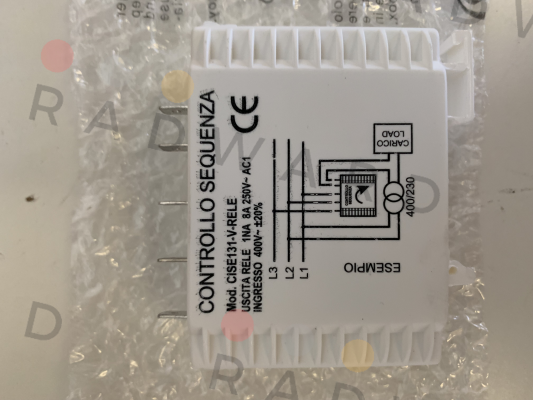 CONTROLLO SEQUENZA
Mod. CISE131-V-RELE
USCITA RELE 1NA 8A 250V~ AC1
INGRESSO 400V~ ±20%
CE
L3
L2
L1
CARICO
LOAD
400/230
ESEMPIO
RADWARD